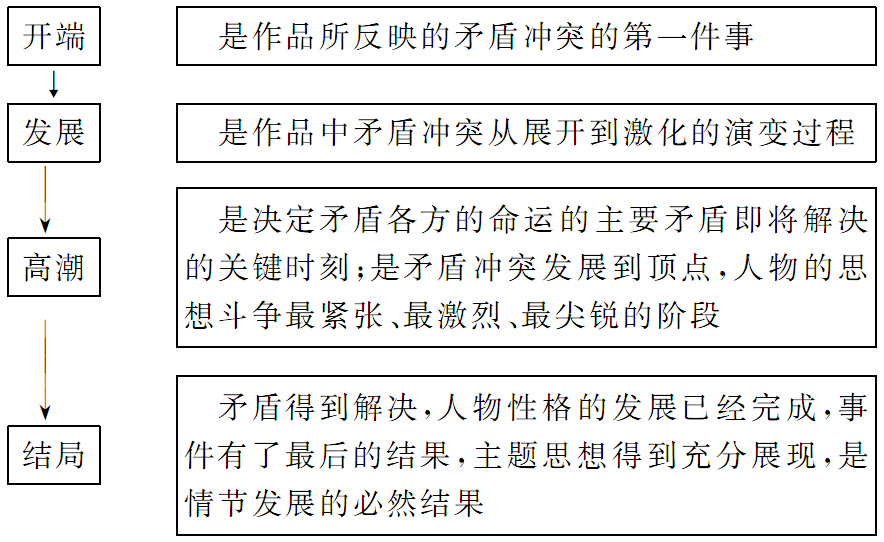 开端
是作品所反映的矛盾冲突的第一件事
发展
是作品中矛盾冲突从展开到激化的演变过程
高潮
是决定矛盾各方的命运的主要矛盾即将解决
的关键时刻;是矛盾冲突发展到顶点,人物的思
想斗争最紧张、最激烈、最尖锐的阶段
结局
矛盾得到解决,人物性格的发展已经完成,事
件有了最后的结果,主题思想得到充分展现,是
情节发展的必然结果